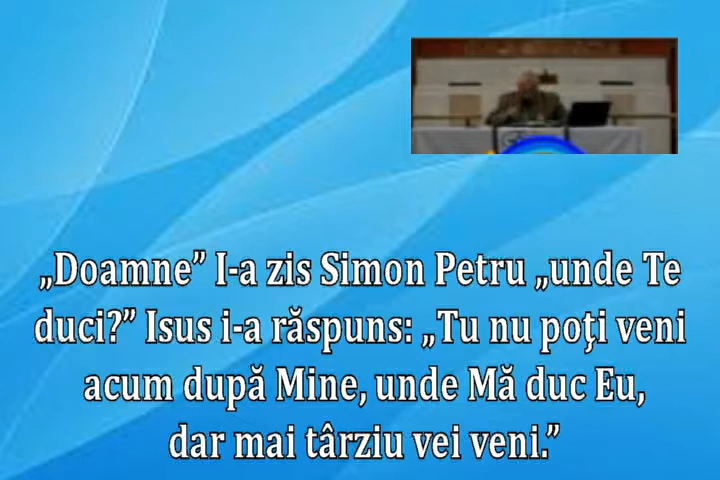 „Doamne” I-a zis Simon Petru „unde Te
duci?” Isus i-a răspuns: „Tu nu poţi veni
acum după Mine, unde Mă duc Eu,
dar mai târziu vei veni.”